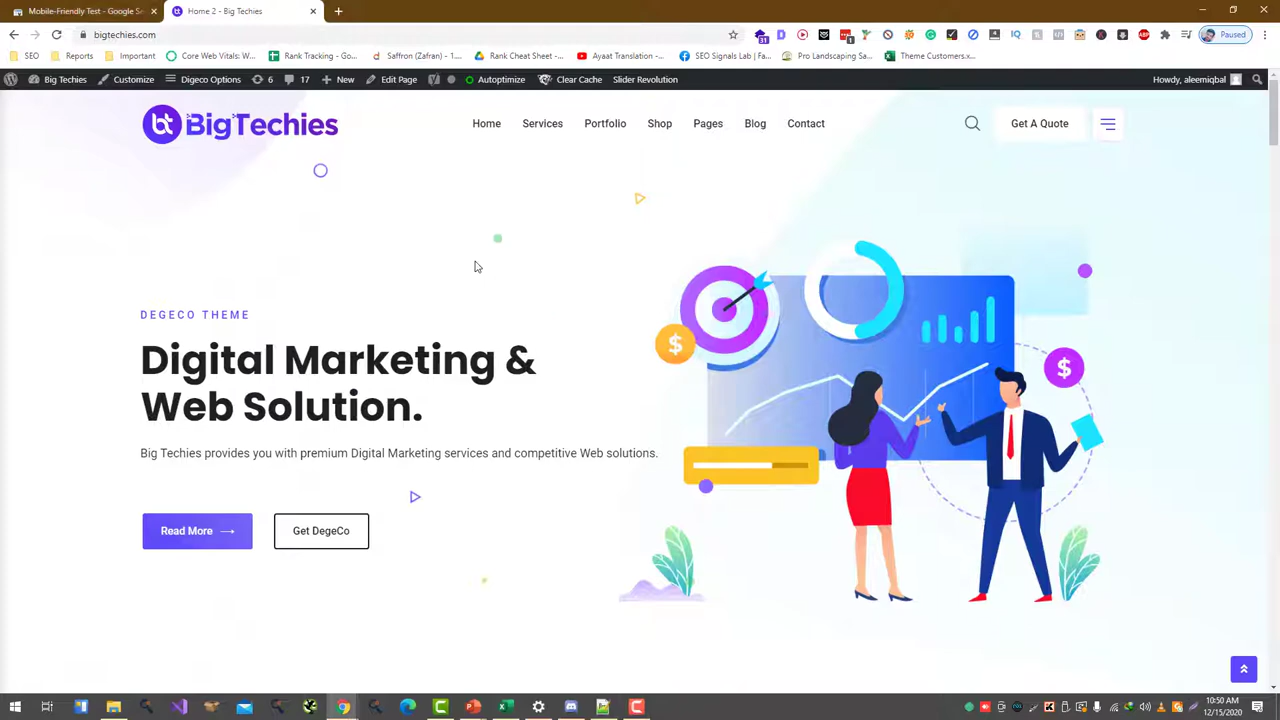 Mobile-Friendly Test - Google S
Home 2 - Big Techies
bigtechies.com
31
1
Paused
SEO
Reports
Important
Core Web Vitals: W...
Rank Tracking - Go...
Saffron (Zafran) - 1...
Rank Cheat Sheet -...
Ayaat Translation -...
SEO Signals Lab | Fa...
Pro Landscaping Sa...
Theme Customers.x...
Big Techies
Customize
Degeco Options
6
17
New
Edit Page
Autoptimize
Clear Cache
Slider Revolution
Howdy, aleemiqbal
BigTechies
Home
Services
Portfolio
Shop
Pages
Blog
Contact
Get A Quote
DEGECO THEME
Digital Marketing &
Web Solution.
Big Techies provides you with premium Digital Marketing services and competitive Web solutions.
Read More
Get DegeCo
10:50 AM
12/15/2020